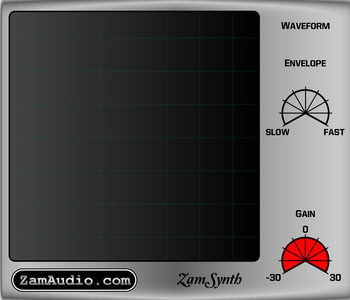 WAVEFORM
ENVELOPE
SLOW FAST
GAIN
0
-30 30
ZamAudio.com ZamSynth